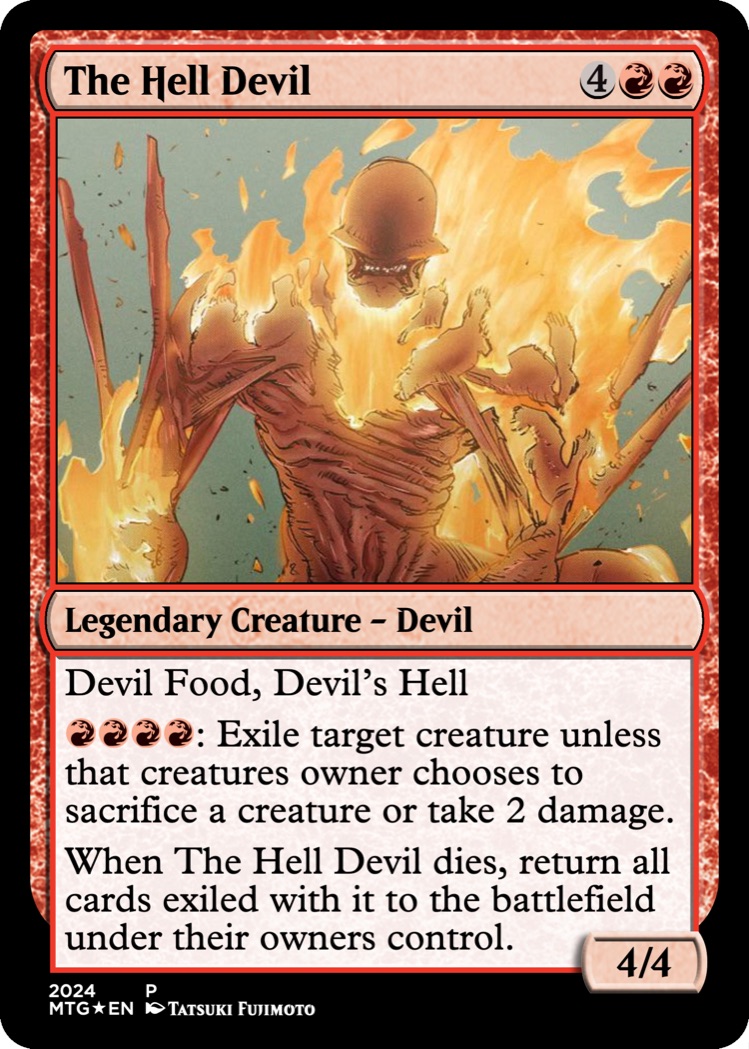 The Hell Devil 4
Legendary Creature – Devil
Devil Food, Devil's Hell
: Exile target creature unless
that creatures owner chooses to
sacrifice a creature or take 2 damage.
When The Hell Devil dies, return all
cards exiled with it to the battlefield
under their owners control.
4/4
2024 P
MTG★EN Tatsuki Fujimoto